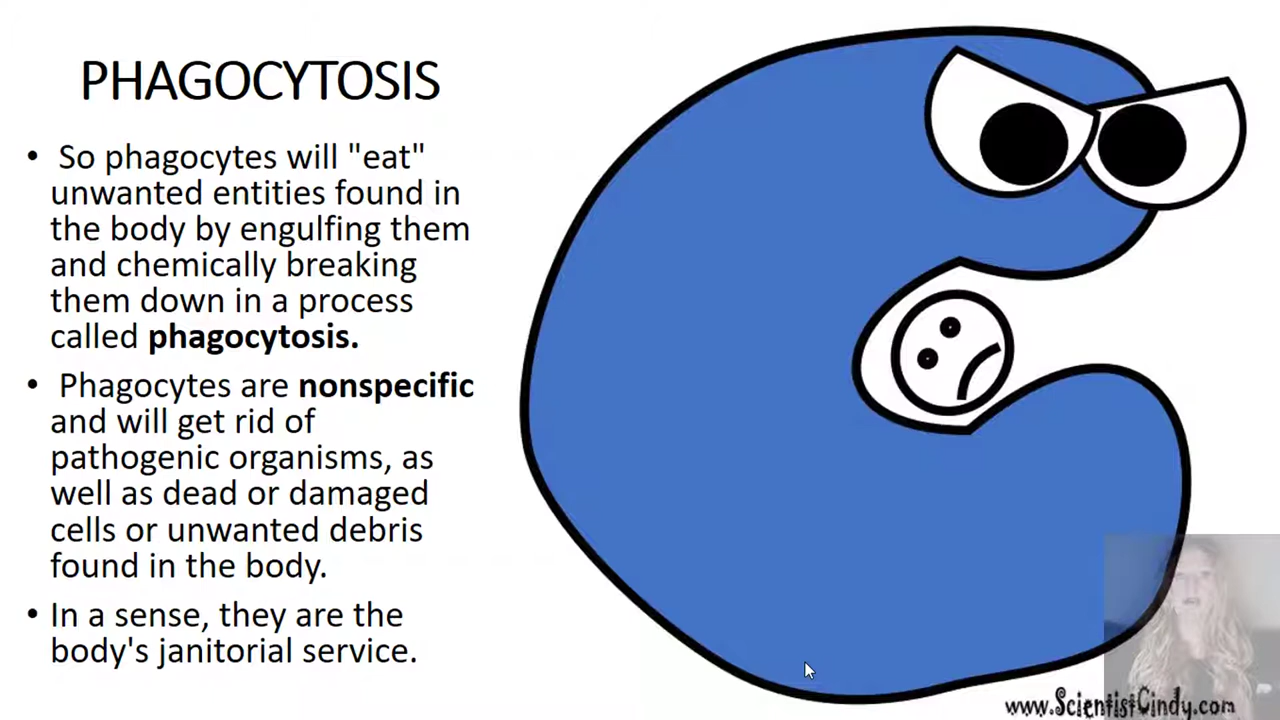 PHAGOCYTOSIS
• So phagocytes will "eat"
unwanted entities found in
the body by engulfing them
and chemically breaking
them down in a process
called phagocytosis.
• Phagocytes are nonspecific
and will get rid of
pathogenic organisms, as
well as dead or damaged
cells or unwanted debris
found in the body.
• In a sense, they are the
body's janitorial service.
www.ScientistCindy.com